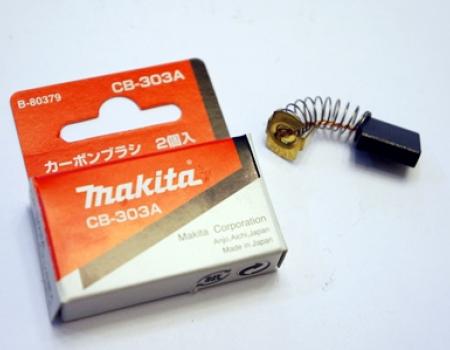 B-80379
CB-303A
カーボンブラシ 2個入
makita
CB-303A
Makita Corporation
Anjo,Aichi,Japan
Made in Japan